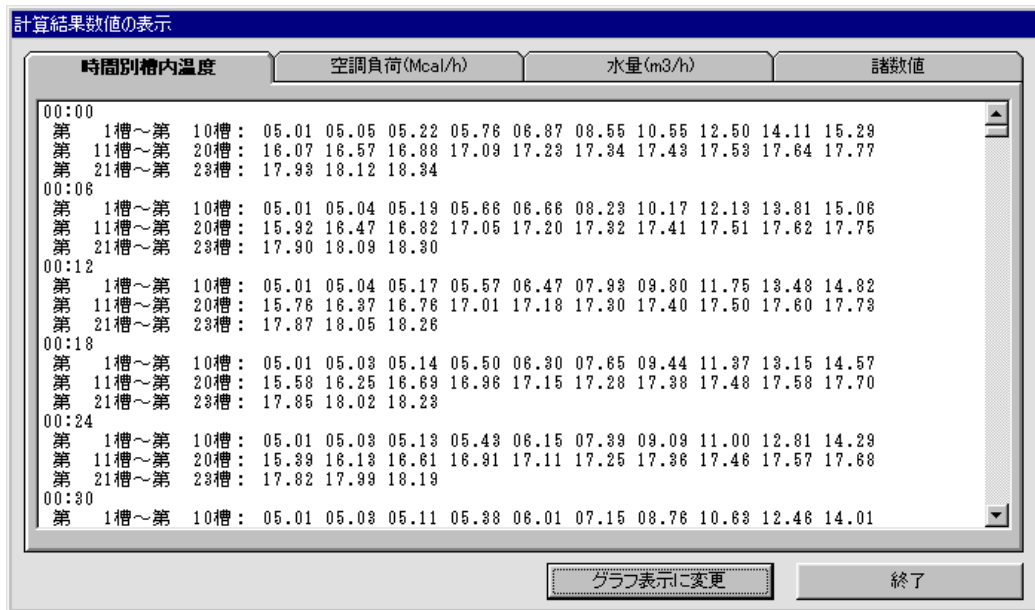 計算結果数値の表示
時間別槽内温度 空調負荷(Mcal/h) 水量(m3/h) 諸数値
00:00
第 1槽～第 10槽: 05.01 05.05 05.22 05.76 06.87 08.55 10.55 12.50 14.11 15.29
第 11槽～第 20槽: 16.07 16.57 16.88 17.09 17.23 17.34 17.43 17.53 17.64 17.77
第 21槽～第 23槽: 17.93 18.12 18.34
00:06
第 1槽～第 10槽: 05.01 05.04 05.19 05.66 06.66 08.23 10.17 12.13 13.81 15.06
第 11槽～第 20槽: 15.92 16.47 16.82 17.05 17.20 17.32 17.41 17.51 17.62 17.75
第 21槽～第 23槽: 17.90 18.09 18.30
00:12
第 1槽～第 10槽: 05.01 05.04 05.17 05.57 06.47 07.93 09.80 11.75 13.48 14.82
第 11槽～第 20槽: 15.76 16.37 16.76 17.01 17.18 17.30 17.40 17.50 17.60 17.73
第 21槽～第 23槽: 17.87 18.05 18.26
00:18
第 1槽～第 10槽: 05.01 05.03 05.14 05.50 06.30 07.65 09.44 11.37 13.15 14.57
第 11槽～第 20槽: 15.58 16.25 16.69 16.96 17.15 17.28 17.38 17.48 17.58 17.70
第 21槽～第 23槽: 17.85 18.02 18.23
00:24
第 1槽～第 10槽: 05.01 05.03 05.13 05.43 06.15 07.39 09.09 11.00 12.81 14.29
第 11槽～第 20槽: 15.39 16.13 16.61 16.91 17.11 17.25 17.36 17.46 17.57 17.68
第 21槽～第 23槽: 17.82 17.99 18.19
00:30
第 1槽～第 10槽: 05.01 05.03 05.11 05.38 06.01 07.15 08.76 10.63 12.46 14.01
グラフ表示に変更 終了